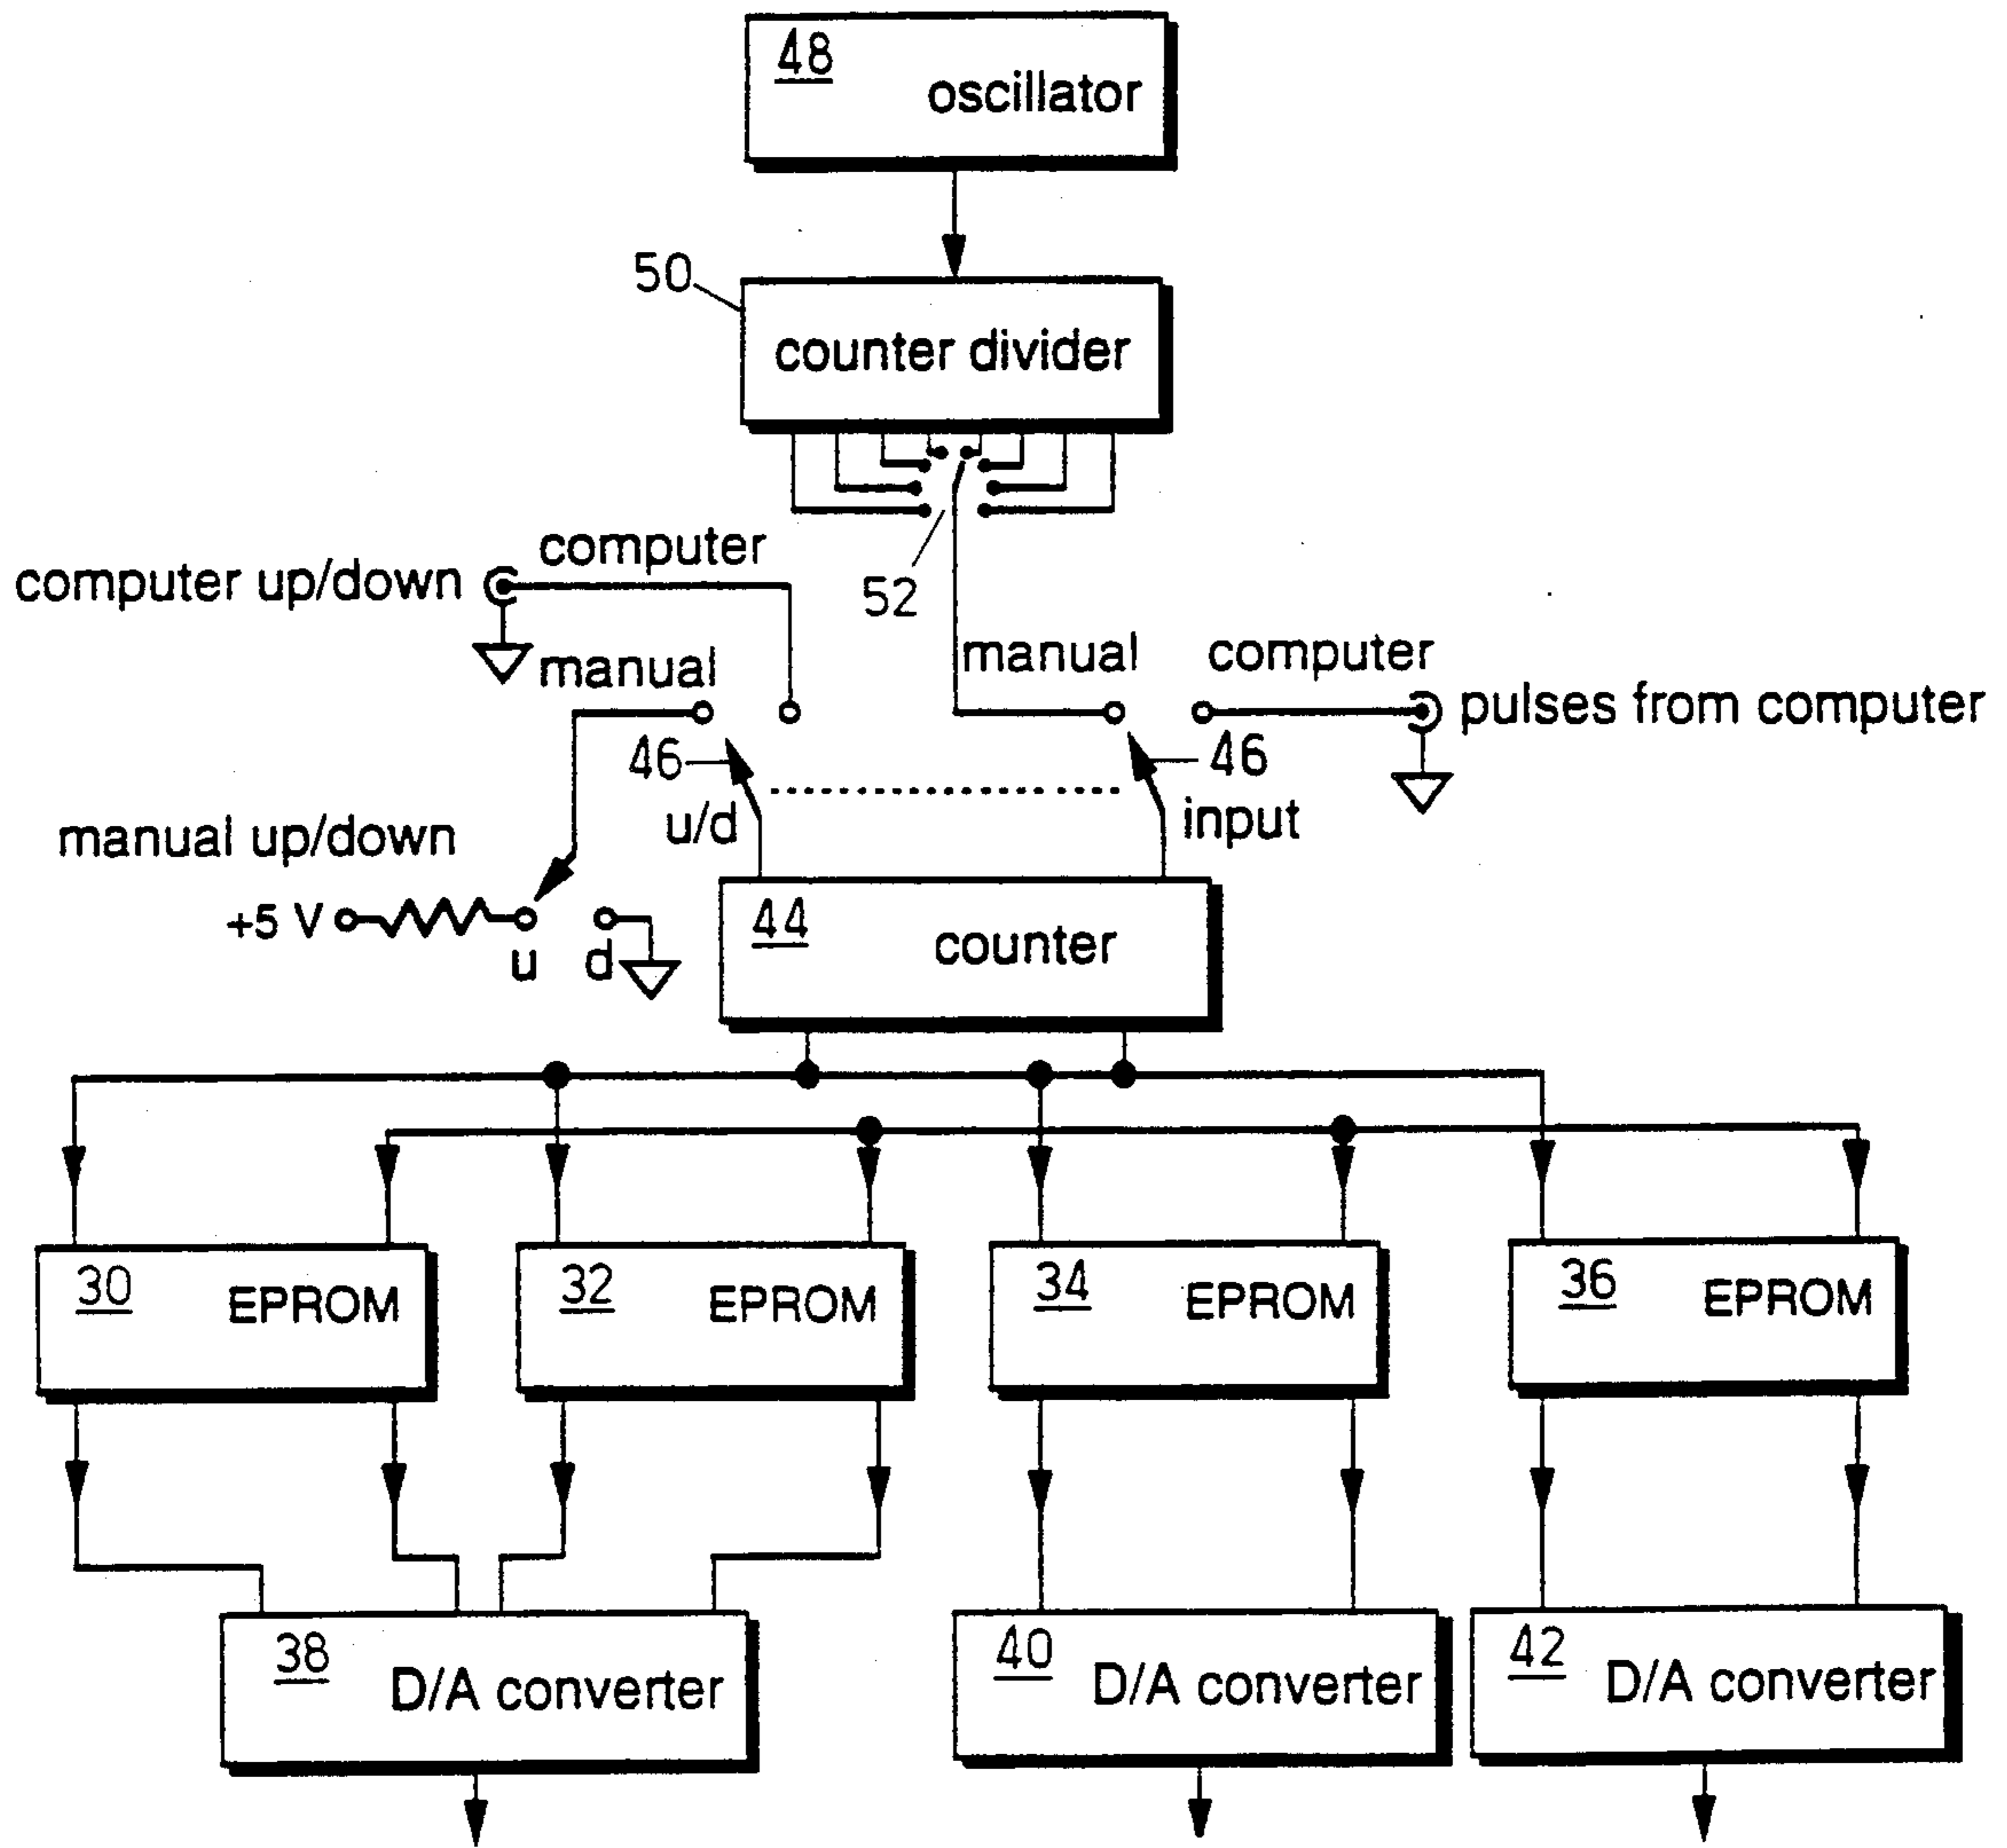 48 oscillator
50
counter divider
52
computer
computer up/down
manual
manual
computer
pulses from computer
46
46
u/d
input
manual up/down
+5 V
u
d
44 counter
30 EPROM
32 EPROM
34 EPROM
36 EPROM
38 D/A converter
40 D/A converter
42 D/A converter